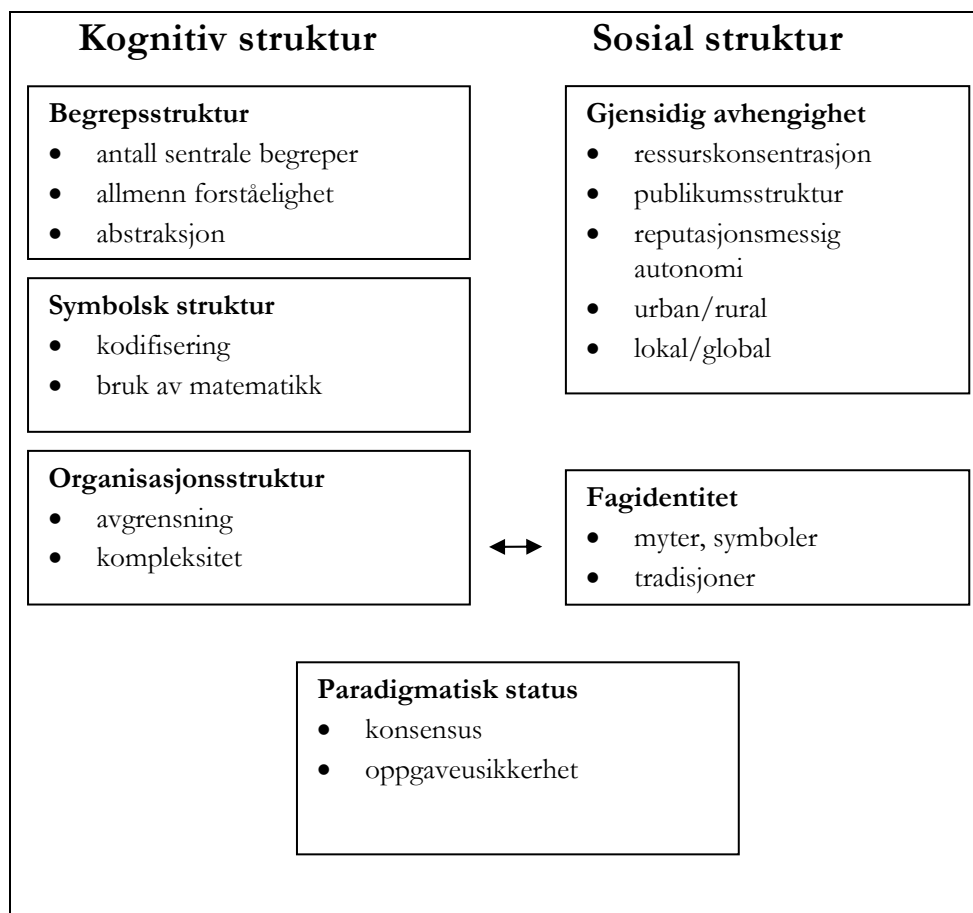 Kognitiv struktur
Begrepsstruktur
• antall sentrale begreper
• allmenn forståelighet
• abstraksjon
Symbolsk struktur
• kodifisering
• bruk av matematikk
Organisasjonsstruktur
• avgrensning
• kompleksitet
Sosial struktur
Gjensidig avhengighet
• ressurskonsentrasjon
• publikumsstruktur
• reputasjonsmessig
autonomi
• urban/rural
• lokal/global
Fagidentitet
• myter, symboler
• tradisjoner
Paradigmatisk status
• konsensus
• oppgaveusikkerhet